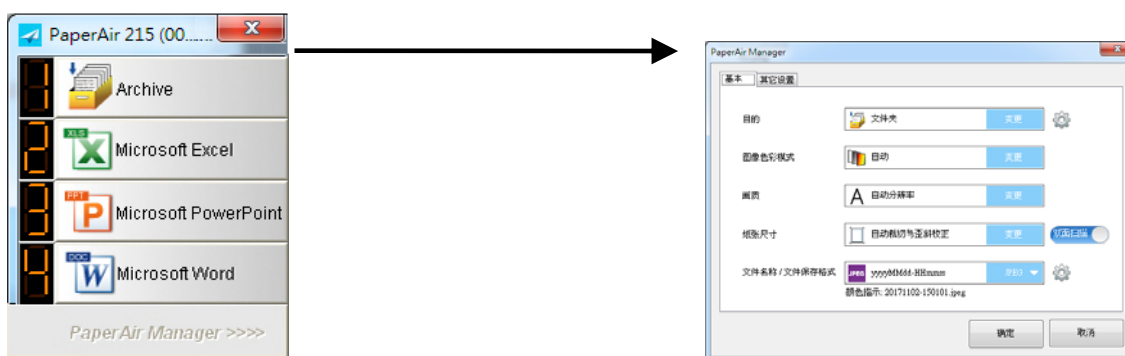 PaperAir 215 (00.......
1
Archive
2
XLS
Microsoft Excel
3
PPT
P
Microsoft PowerPoint
4
DOC
W
Microsoft Word
PaperAir Manager >>>>
PaperAir Manager
基本 其它设置
目的 文件夹 变更
图像色彩模式 自动 变更
画质 A 自动分辨率 变更
纸张尺寸 自动裁切与歪斜校正 变更 双面扫描
文件名称 / 文件保存格式 JPEG yyyyMMdd-HHmmss JPEG
颜色指示: 20171102-150101.jpeg
确定 取消